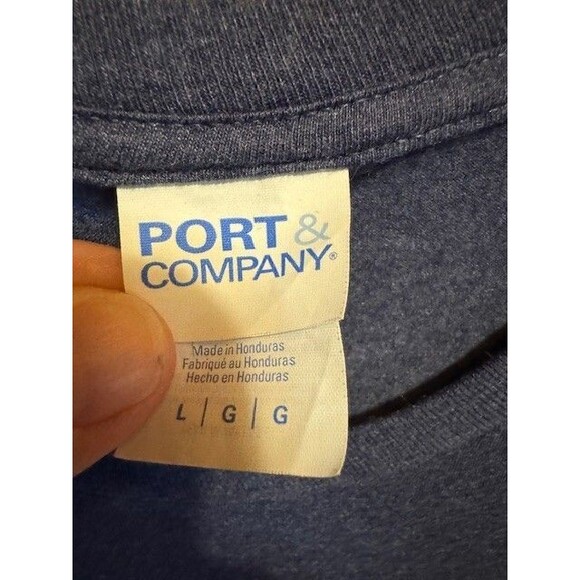 PORT &
COMPANY®
Made in Honduras
Fabriqué au Honduras
Hecho en Honduras
L | G | G